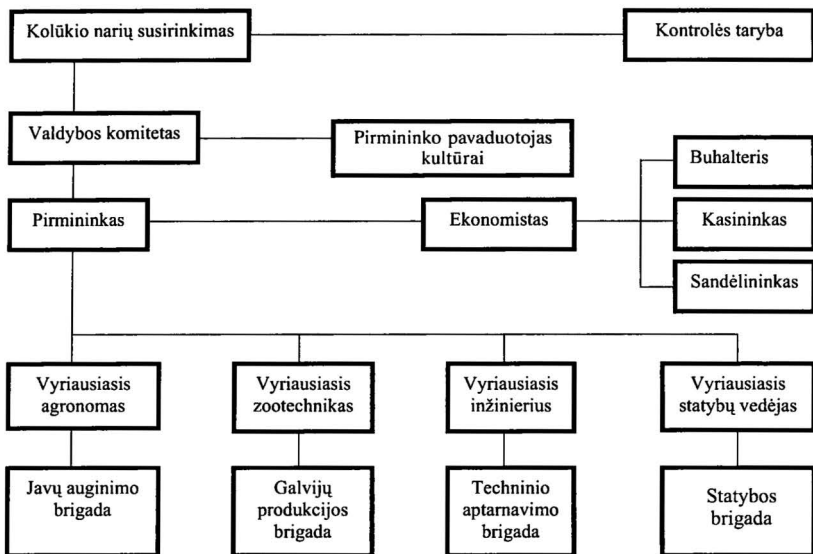 Kolūkio narių susirinkimas
Kontrolės taryba
Valdybos komitetas
Pirmininko pavaduotojas
kultūrai
Buhalteris
Pirmininkas
Ekonomistas
Kasininkas
Sandėlininkas
Vyriausiasis
agronomas
Vyriausiasis
zootechnikas
Vyriausiasis
inžinierius
Vyriausiasis
statybų vedėjas
Javų auginimo
brigada
Galvijų
produkcijos
brigada
Techninio
aptarnavimo
brigada
Statybos
brigada